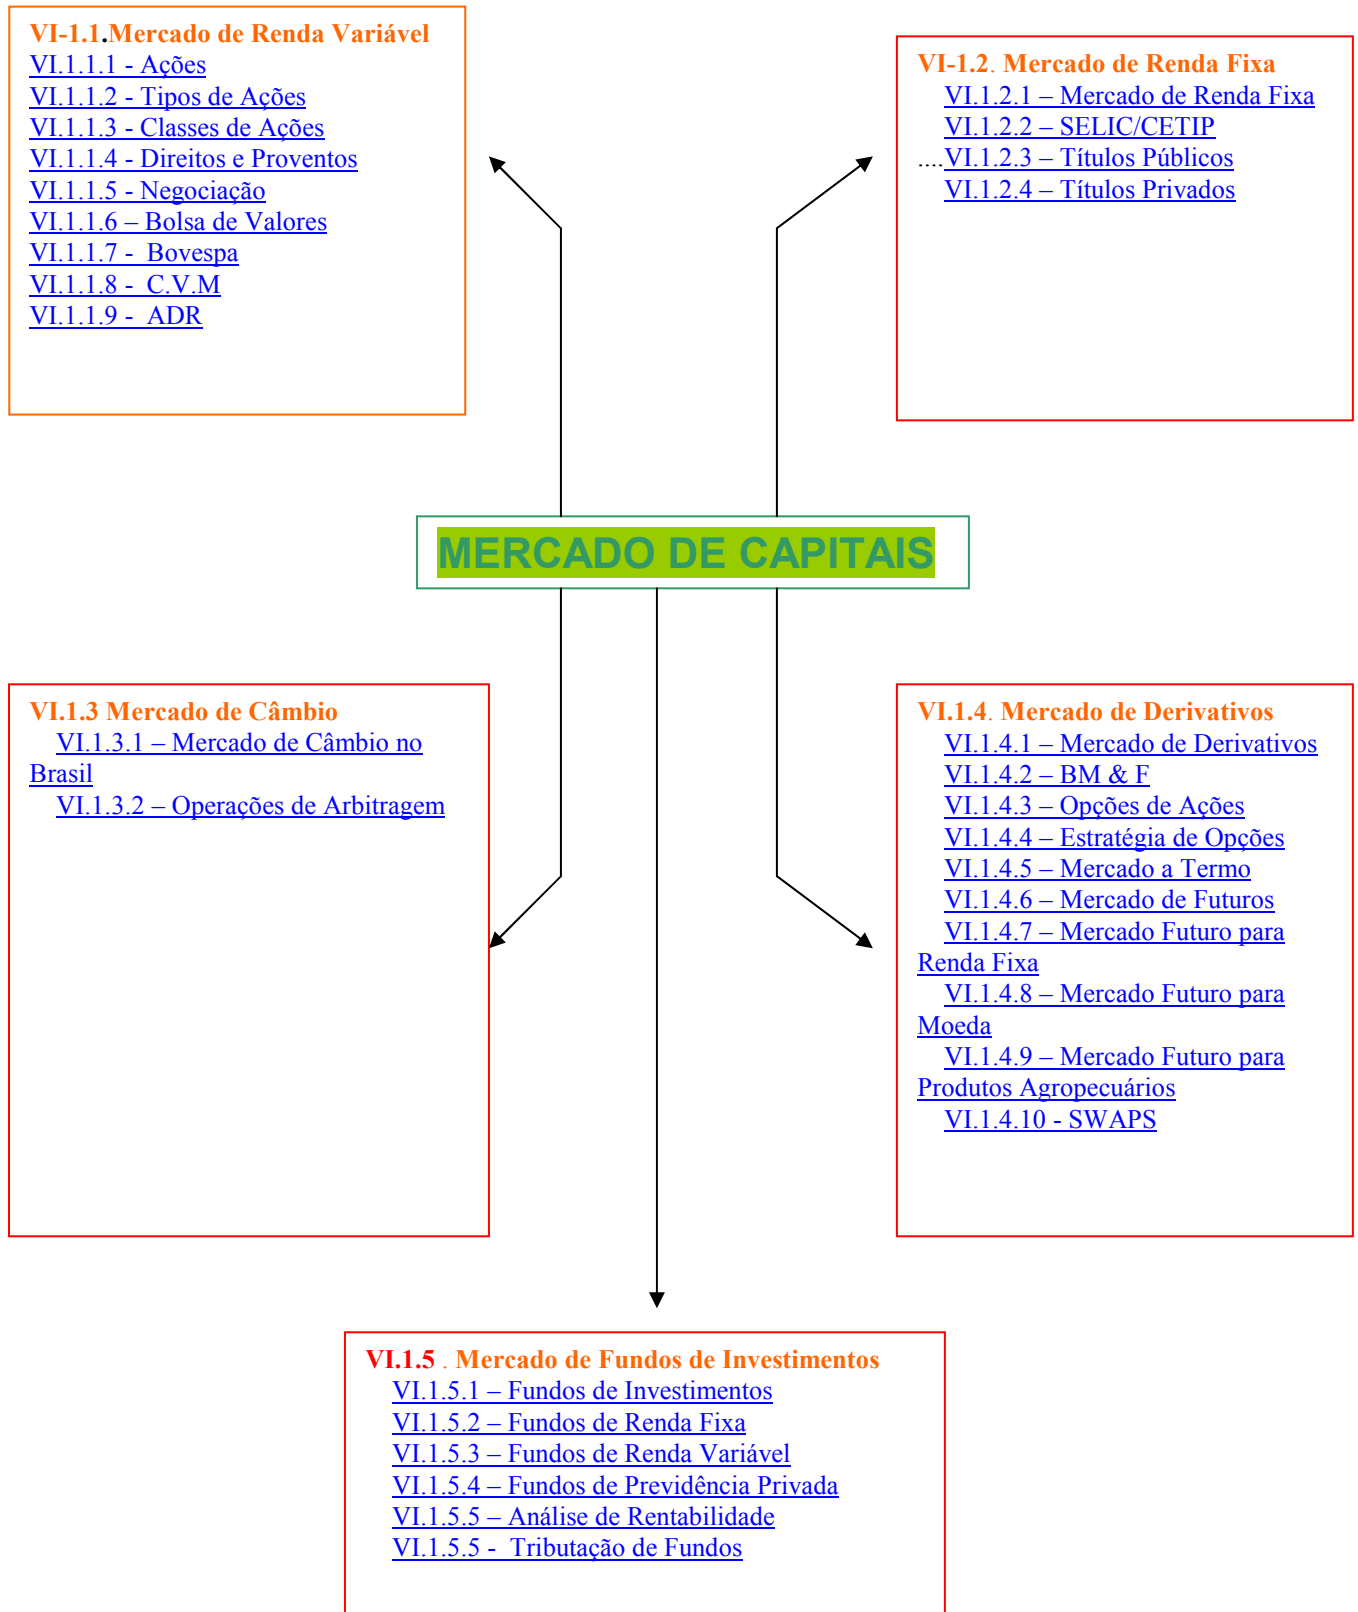 VI-1.1.Mercado de Renda Variável
VI.1.1.1 - Ações
VI.1.1.2 - Tipos de Ações
VI.1.1.3 - Classes de Ações
VI.1.1.4 - Direitos e Proventos
VI.1.1.5 - Negociação
VI.1.1.6 – Bolsa de Valores
VI.1.1.7 - Bovespa
VI.1.1.8 - C.V.M
VI.1.1.9 - ADR
VI-1.2. Mercado de Renda Fixa
VI.1.2.1 – Mercado de Renda Fixa
VI.1.2.2 – SELIC/CETIP
....VI.1.2.3 – Títulos Públicos
VI.1.2.4 – Títulos Privados
MERCADO DE CAPITAIS
VI.1.3 Mercado de Câmbio
VI.1.3.1 – Mercado de Câmbio no
Brasil
VI.1.3.2 – Operações de Arbitragem
VI.1.4. Mercado de Derivativos
VI.1.4.1 – Mercado de Derivativos
VI.1.4.2 – BM & F
VI.1.4.3 – Opções de Ações
VI.1.4.4 – Estratégia de Opções
VI.1.4.5 – Mercado a Termo
VI.1.4.6 – Mercado de Futuros
VI.1.4.7 – Mercado Futuro para
Renda Fixa
VI.1.4.8 – Mercado Futuro para
Moeda
VI.1.4.9 – Mercado Futuro para
Produtos Agropecuários
VI.1.4.10 - SWAPS
VI.1.5 . Mercado de Fundos de Investimentos
VI.1.5.1 – Fundos de Investimentos
VI.1.5.2 – Fundos de Renda Fixa
VI.1.5.3 – Fundos de Renda Variável
VI.1.5.4 – Fundos de Previdência Privada
VI.1.5.5 – Análise de Rentabilidade
VI.1.5.5 - Tributação de Fundos